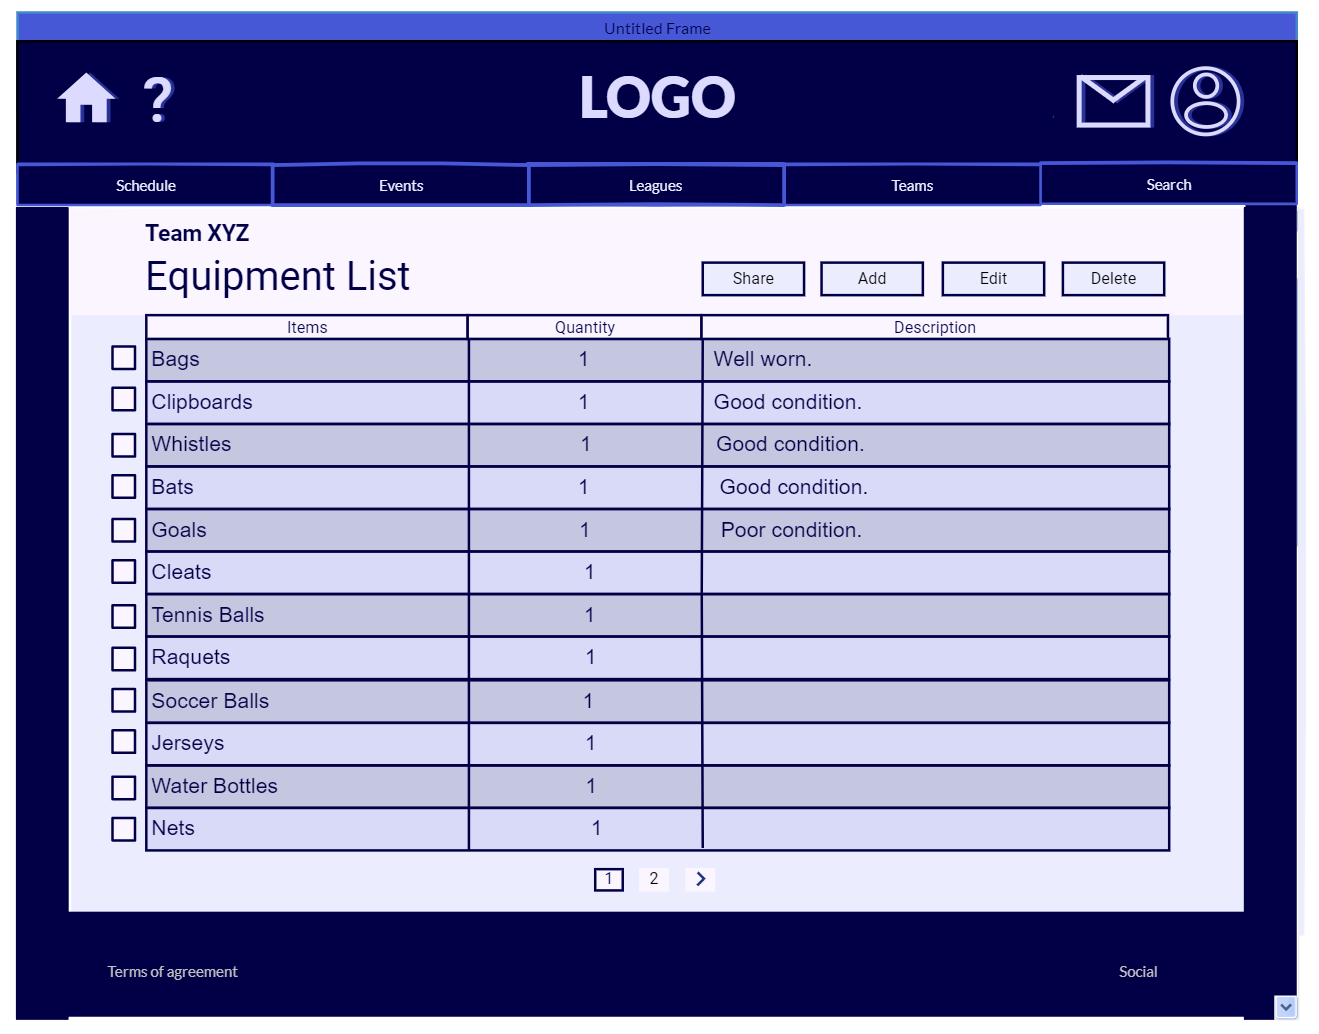 Untitled Frame
?
LOGO
Schedule Events Leagues Teams Search
Team XYZ
Equipment List
Share Add Edit Delete
Items Quantity Description
Bags 1 Well worn.
Clipboards 1 Good condition.
Whistles 1 Good condition.
Bats 1 Good condition.
Goals 1 Poor condition.
Cleats 1
Tennis Balls 1
Raquets 1
Soccer Balls 1
Jerseys 1
Water Bottles 1
Nets 1
1 2 >
Terms of agreement Social